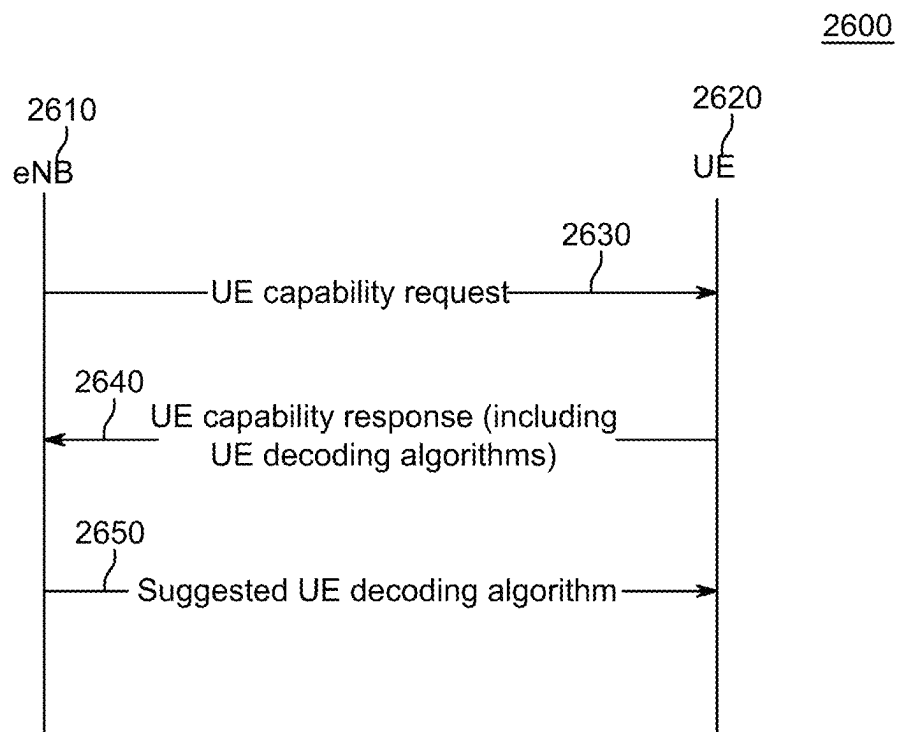 2600
2610
2620
eNB
UE
2630
UE capability request
2640
UE capability response (including
UE decoding algorithms)
2650
Suggested UE decoding algorithm